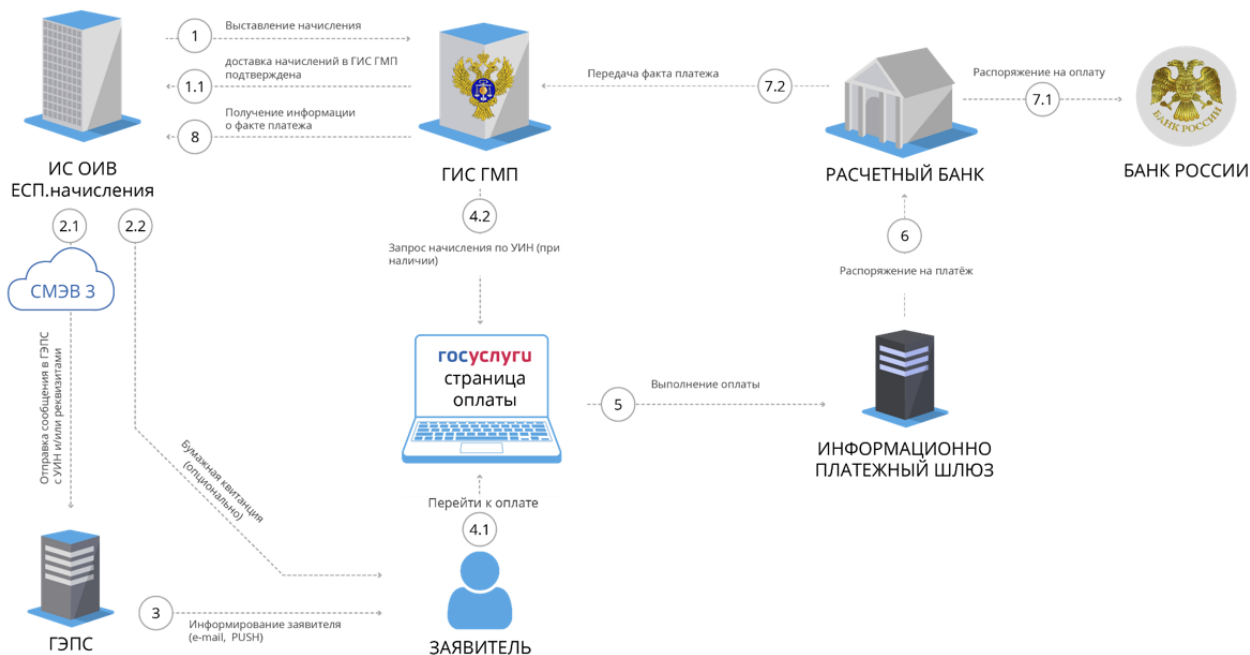 1
Выставление начисления
1.1
доставка начислений в ГИС ГМП
подтверждена
8
Получение информации
о факте платежа
ИС ОИВ
ЕСП.начисления
ГИС ГМП
Передача факта платежа
7.2
РАСЧЕТНЫЙ БАНК
Распоряжение на оплату
7.1
БАНК РОССИИ
БАНК РОССИИ
2.1
2.2
СМЭВ 3
4.2
Запрос начисления по УИН (при
наличии)
6
Распоряжение на платёж
госуслуги
страница
оплаты
5
Выполнение оплаты
ИНФОРМАЦИОННО
ПЛАТЕЖНЫЙ ШЛЮЗ
Отправка сообщения в ГЭПС
с УИН и/или реквизитами
Бумажная квитанция
(опционально)
Перейти к оплате
4.1
3
Информирование заявителя
(e-mail, PUSH)
ГЭПС
ЗАЯВИТЕЛЬ